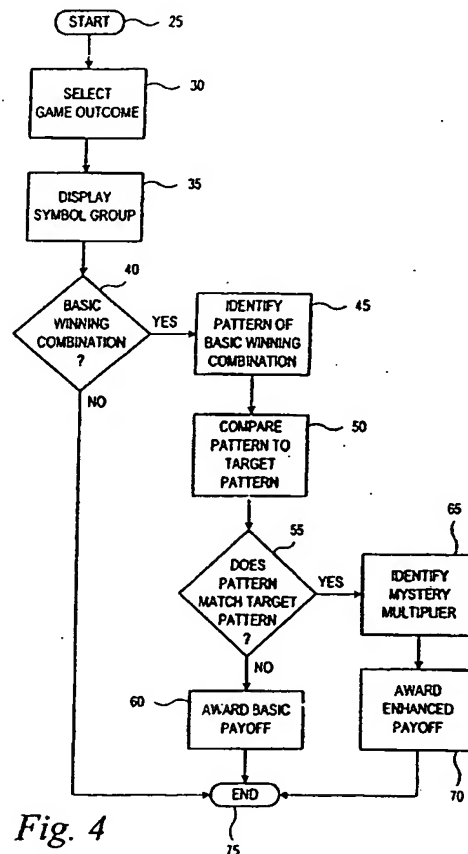 START
25
SELECT
GAME OUTCOME
30
DISPLAY
SYMBOL GROUP
35
BASIC
WINNING
COMBINATION
?
40
YES
NO
IDENTIFY
PATTERN OF
BASIC WINNING
COMBINATION
45
COMPARE
PATTERN TO
TARGET
PATTERN
50
DOES
PATTERN
MATCH TARGET
PATTERN
?
55
YES
NO
IDENTIFY
MYSTERY
MULTIPLIER
65
60
AWARD BASIC
PAYOFF
AWARD
ENHANCED
PAYOFF
70
END
75
Fig. 4